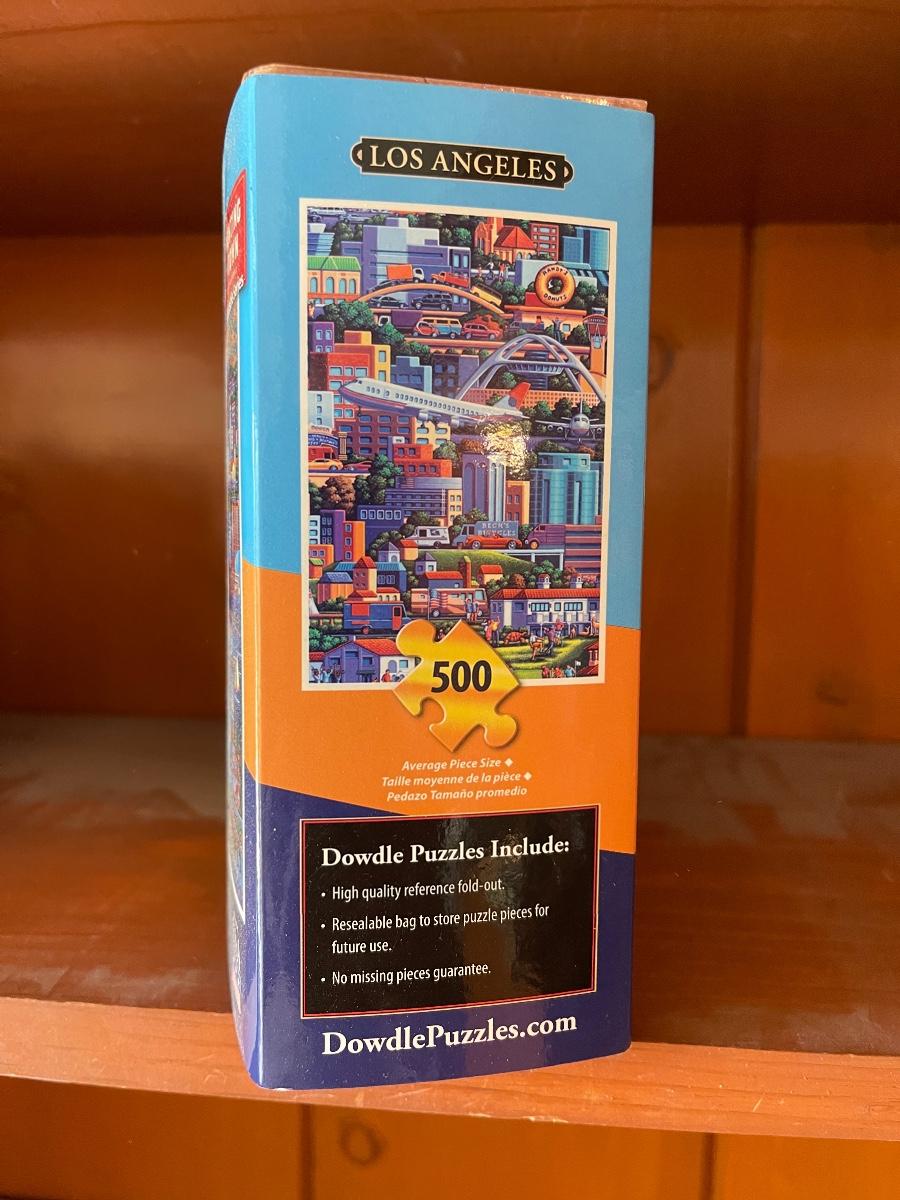 LOS ANGELES
RANDY'S
DONUTS
BECK'S
BICYCLES
500
Average Piece Size ◆
Taille moyenne de la pièce ◆
Pedazo Tamaño promedio
Dowdle Puzzles Include:
• High quality reference fold-out.
• Resealable bag to store puzzle pieces for
future use.
• No missing pieces guarantee.
DowdlePuzzles.com